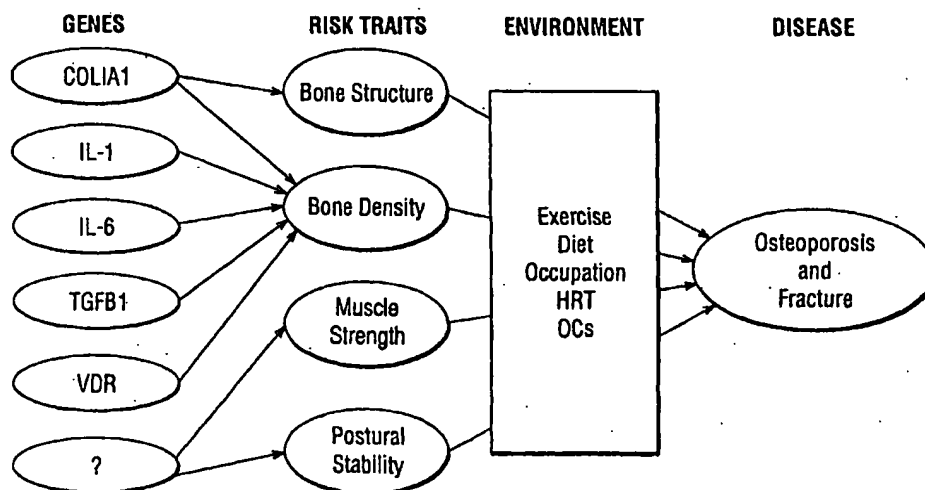 GENES
RISK TRAITS
ENVIRONMENT
DISEASE
COLIA1
IL-1
IL-6
TGFB1
VDR
?
Bone Structure
Bone Density
Muscle
Strength
Postural
Stability
Exercise
Diet
Occupation
HRT
OCs
Osteoporosis
and
Fracture